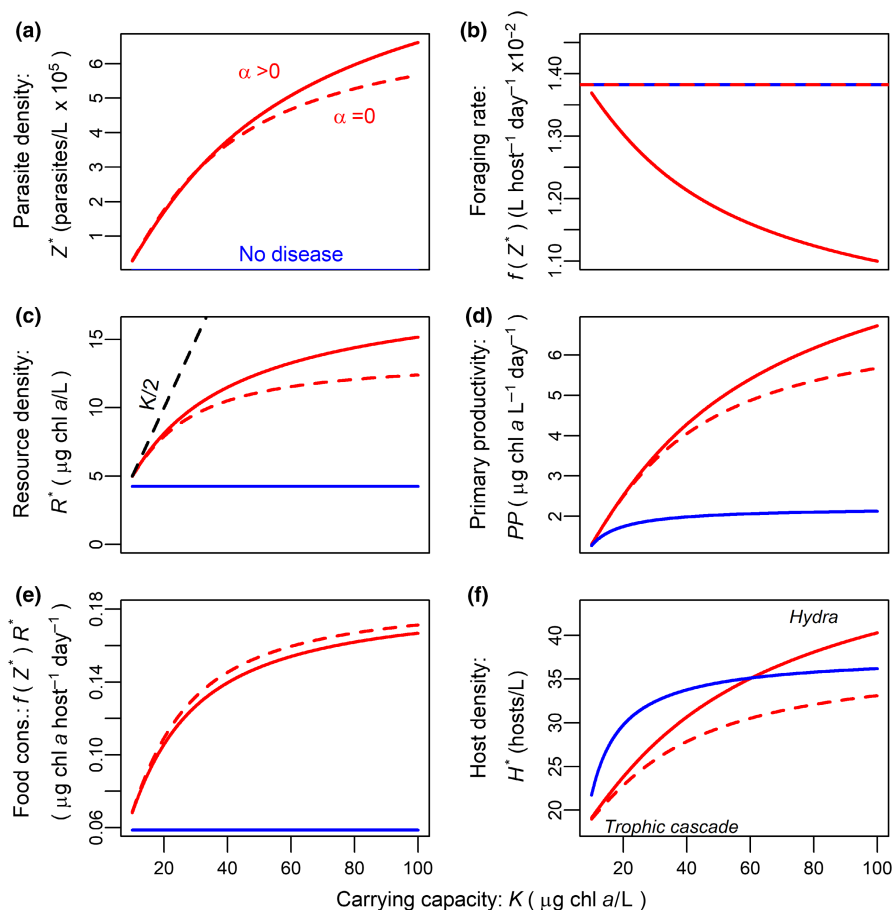 (a)
Parasite density:
Z* (parasites/L x 10⁵)
1
2
3
4
5
6
α >0
α =0
No disease
(b)
Foraging rate:
f ( Z* ) (L host⁻¹ day⁻¹ x10⁻²)
1.10
1.20
1.30
1.40
(c)
Resource density:
R* ( μg chl a/L)
0
5
10
15
K/2
(d)
Primary productivity:
PP ( μg chl a L⁻¹ day⁻¹)
2
3
4
5
6
(e)
Food cons.: f ( Z* ) R*
( μg chl a host⁻¹ day⁻¹)
0.06
0.10
0.14
0.18
20
40
60
80
100
(f)
Host density:
H* (hosts/L)
15
20
25
30
35
40
Hydra
Trophic cascade
20
40
60
80
100
Carrying capacity: K ( μg chl a/L )